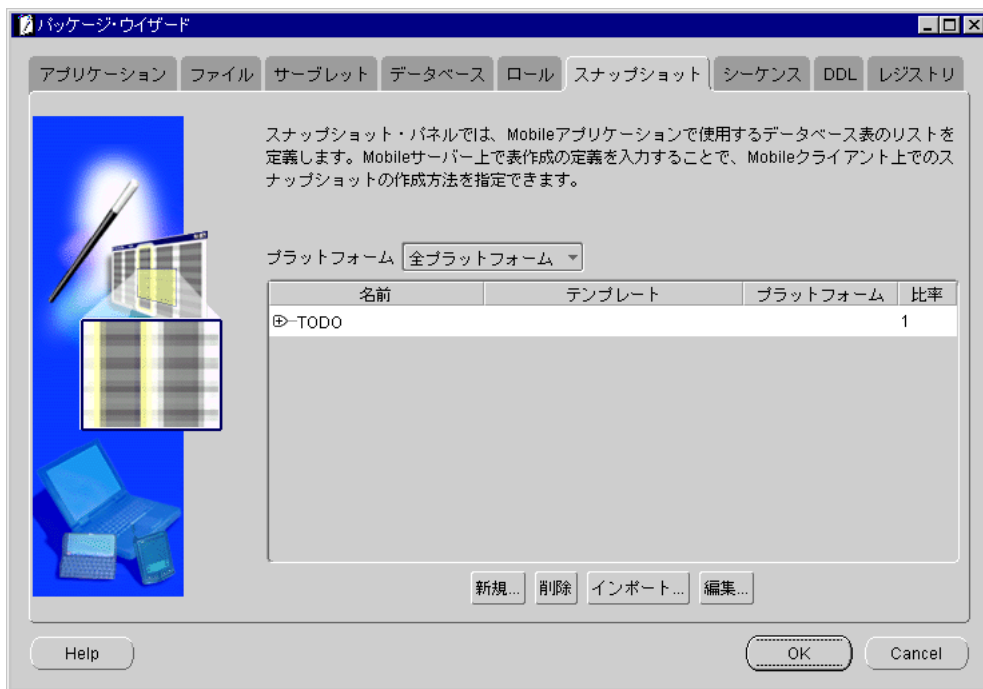 パッケージ・ウィザード
アプリケーション ファイル サーブレット データベース ロール スナップショット シーケンス DDL レジストリ
スナップショット・パネルでは、Mobileアプリケーションで使用するデータベース表のリストを
定義します。Mobileサーバー上で表作成の定義を入力することで、Mobileクライアント上でのス
ナップショットの作成方法を指定できます。
プラットフォーム 全プラットフォーム
名前 テンプレート プラットフォーム 比率
TODO 1
新規... 削除 インポート... 編集...
Help OK Cancel